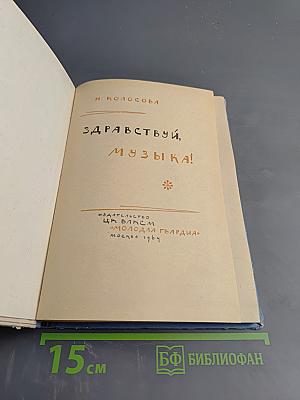 Н. КОЛОСОВА
ЗДРАВСТВУЙ,
МУЗЫКА!
ИЗДАТЕЛЬСТВО
ЦК ВЛКСМ
«МОЛОДАЯ ГВАРДИЯ»
МОСКВА 1964
15 СМ
БФ БИБЛИОФАН